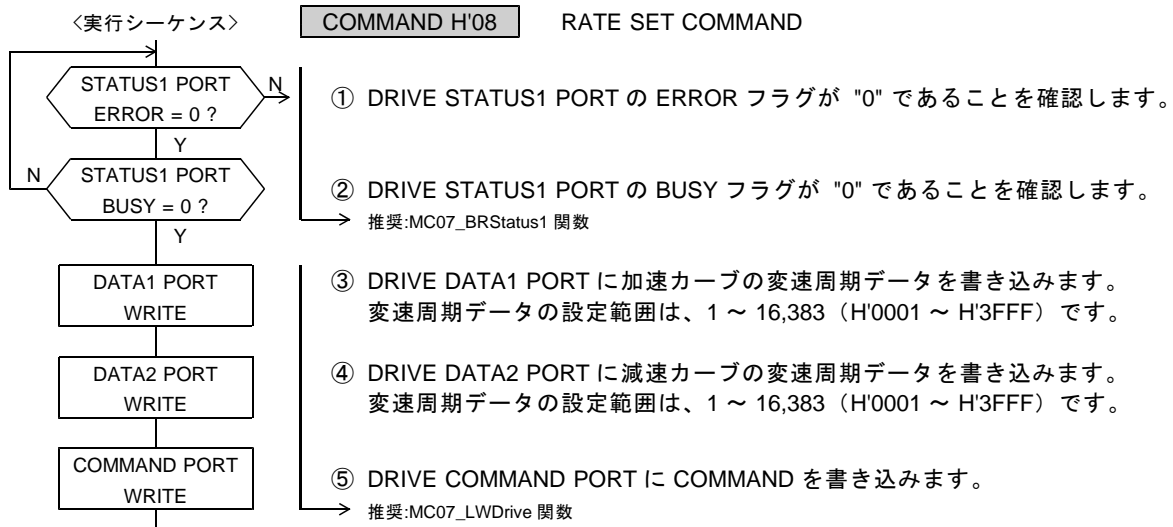 〈実行シーケンス〉 COMMAND H'08 RATE SET COMMAND
STATUS1 PORT
ERROR = 0 ?
N
Y
① DRIVE STATUS1 PORT の ERROR フラグが "0" であることを確認します。
STATUS1 PORT
BUSY = 0 ?
N
Y
② DRIVE STATUS1 PORT の BUSY フラグが "0" であることを確認します。
推奨:MC07_BRStatus1 関数
DATA1 PORT
WRITE
③ DRIVE DATA1 PORT に加速カーブの変速周期データを書き込みます。
変速周期データの設定範囲は、1 ～ 16,383（H'0001 ～ H'3FFF）です。
DATA2 PORT
WRITE
④ DRIVE DATA2 PORT に減速カーブの変速周期データを書き込みます。
変速周期データの設定範囲は、1 ～ 16,383（H'0001 ～ H'3FFF）です。
COMMAND PORT
WRITE
⑤ DRIVE COMMAND PORT に COMMAND を書き込みます。
推奨:MC07_LWDrive 関数